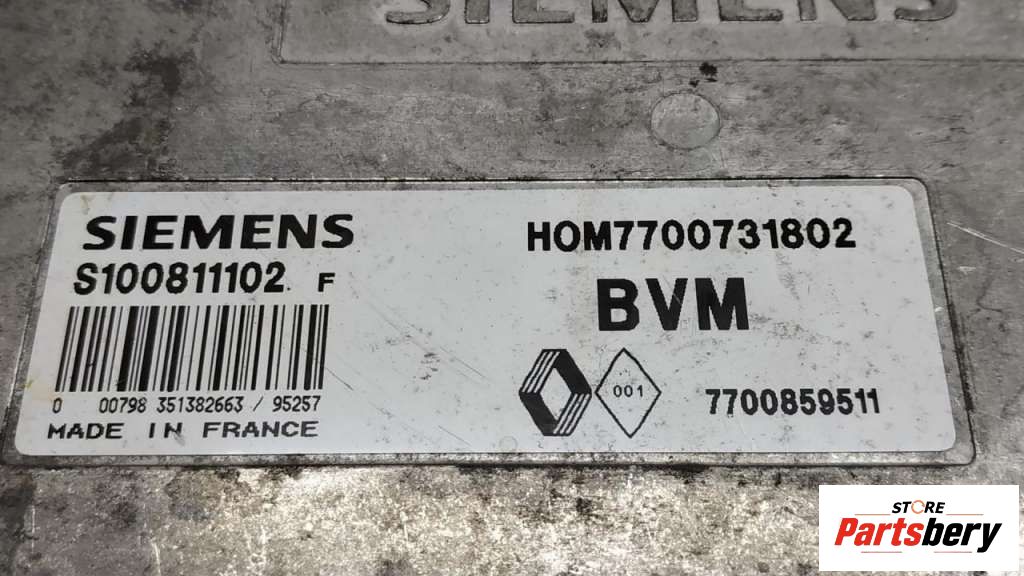 SIEMENS
SIEMENS
S100811102 F
0 00798 351382663 / 95257
MADE IN FRANCE
HOM7700731802
BVM
001
7700859511
STORE
Partsbery